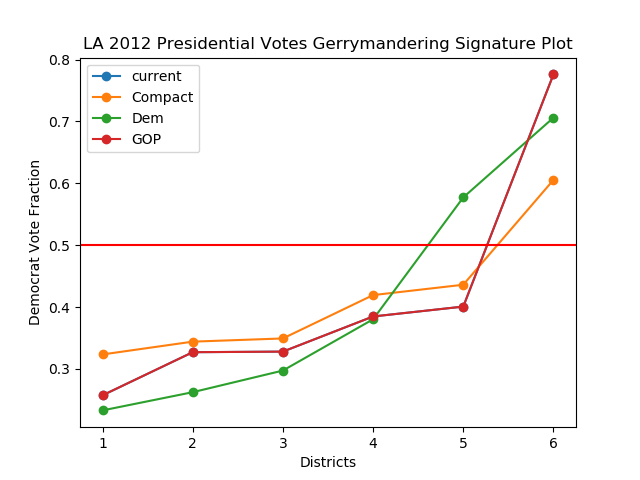 LA 2012 Presidential Votes Gerrymandering Signature Plot
current
Compact
Dem
GOP
0.8
0.7
0.6
0.5
0.4
0.3
Democrat Vote Fraction
1 2 3 4 5 6
Districts